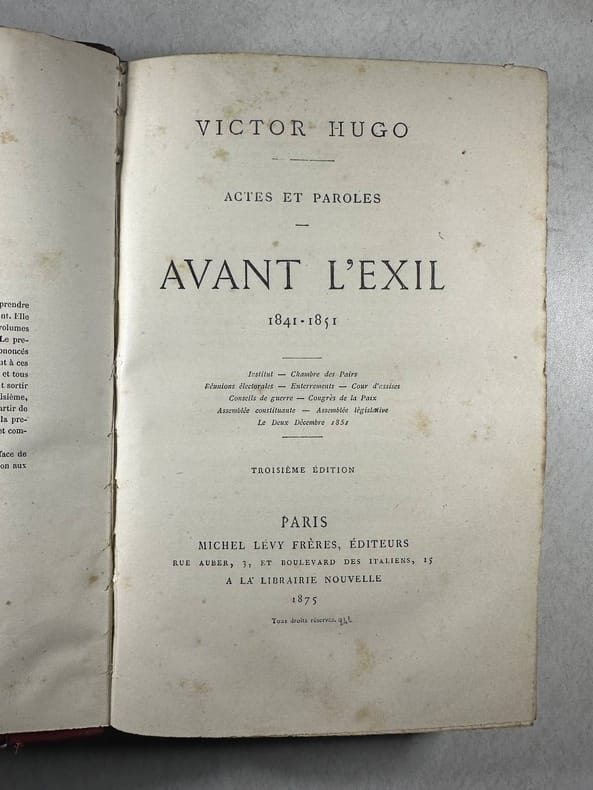 prendre
nt. Elle
volumes
Le pre-
ononcés
ut à ces
et tous
t sortir
isième,
artir de
la pre-
et com-
face de
on aux
VICTOR HUGO
ACTES ET PAROLES
AVANT L'EXIL
1841-1851
Institut — Chambre des Pairs
Réunions électorales — Enterrements — Cour d'assises
Conseils de guerre — Congrès de la Paix
Assemblée constituante — Assemblée législative
Le Deux Décembre 1851
TROISIÈME ÉDITION
PARIS
MICHEL LÉVY FRÈRES, ÉDITEURS
RUE AUBER, 3, ET BOULEVARD DES ITALIENS, 15
A LA LIBRAIRIE NOUVELLE
1875
Tous droits réservés.